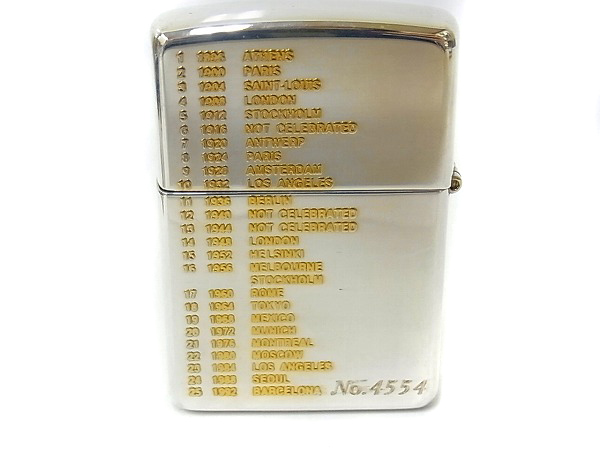 1 1896 ATHENS
2 1900 PARIS
3 1904 SAINT-LOUIS
4 1908 LONDON
5 1912 STOCKHOLM
6 1916 NOT CELEBRATED
7 1920 ANTWERP
8 1924 PARIS
9 1928 AMSTERDAM
10 1932 LOS ANGELES
11 1936 BERLIN
12 1940 NOT CELEBRATED
13 1944 NOT CELEBRATED
14 1948 LONDON
15 1952 HELSINKI
16 1956 MELBOURNE
STOCKHOLM
17 1960 ROME
18 1964 TOKYO
19 1968 MEXICO
20 1972 MUNICH
21 1976 MONTREAL
22 1980 MOSCOW
23 1984 LOS ANGELES
24 1988 SEOUL
25 1992 BARCELONA No.4554